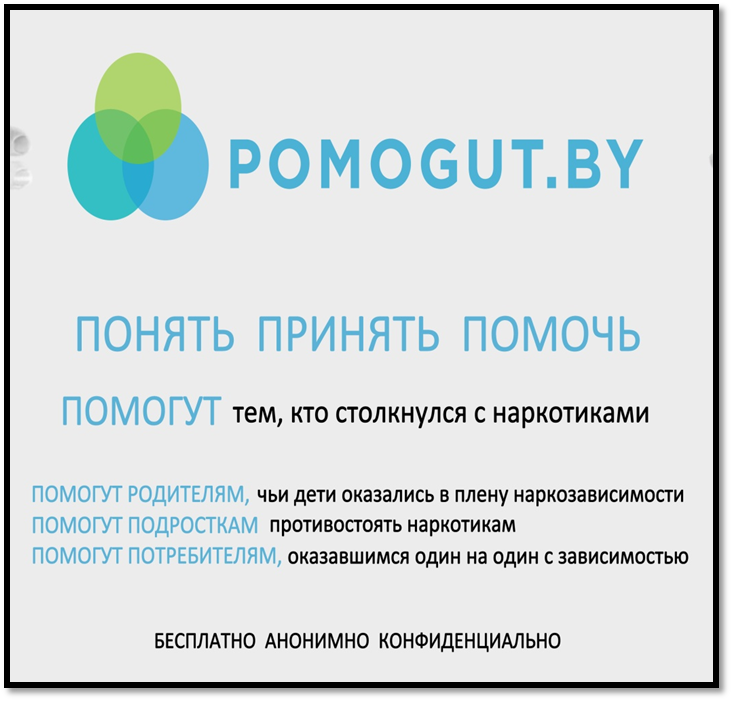 POMOGUT.BY
ПОНЯТЬ ПРИНЯТЬ ПОМОЧЬ
ПОМОГУТ тем, кто столкнулся с наркотиками
ПОМОГУТ РОДИТЕЛЯМ, чьи дети оказались в плену наркозависимости
ПОМОГУТ ПОДРОСТКАМ противостоять наркотикам
ПОМОГУТ ПОТРЕБИТЕЛЯМ, оказавшимся один на один с зависимостью
БЕСПЛАТНО АНОНИМНО КОНФИДЕНЦИАЛЬНО